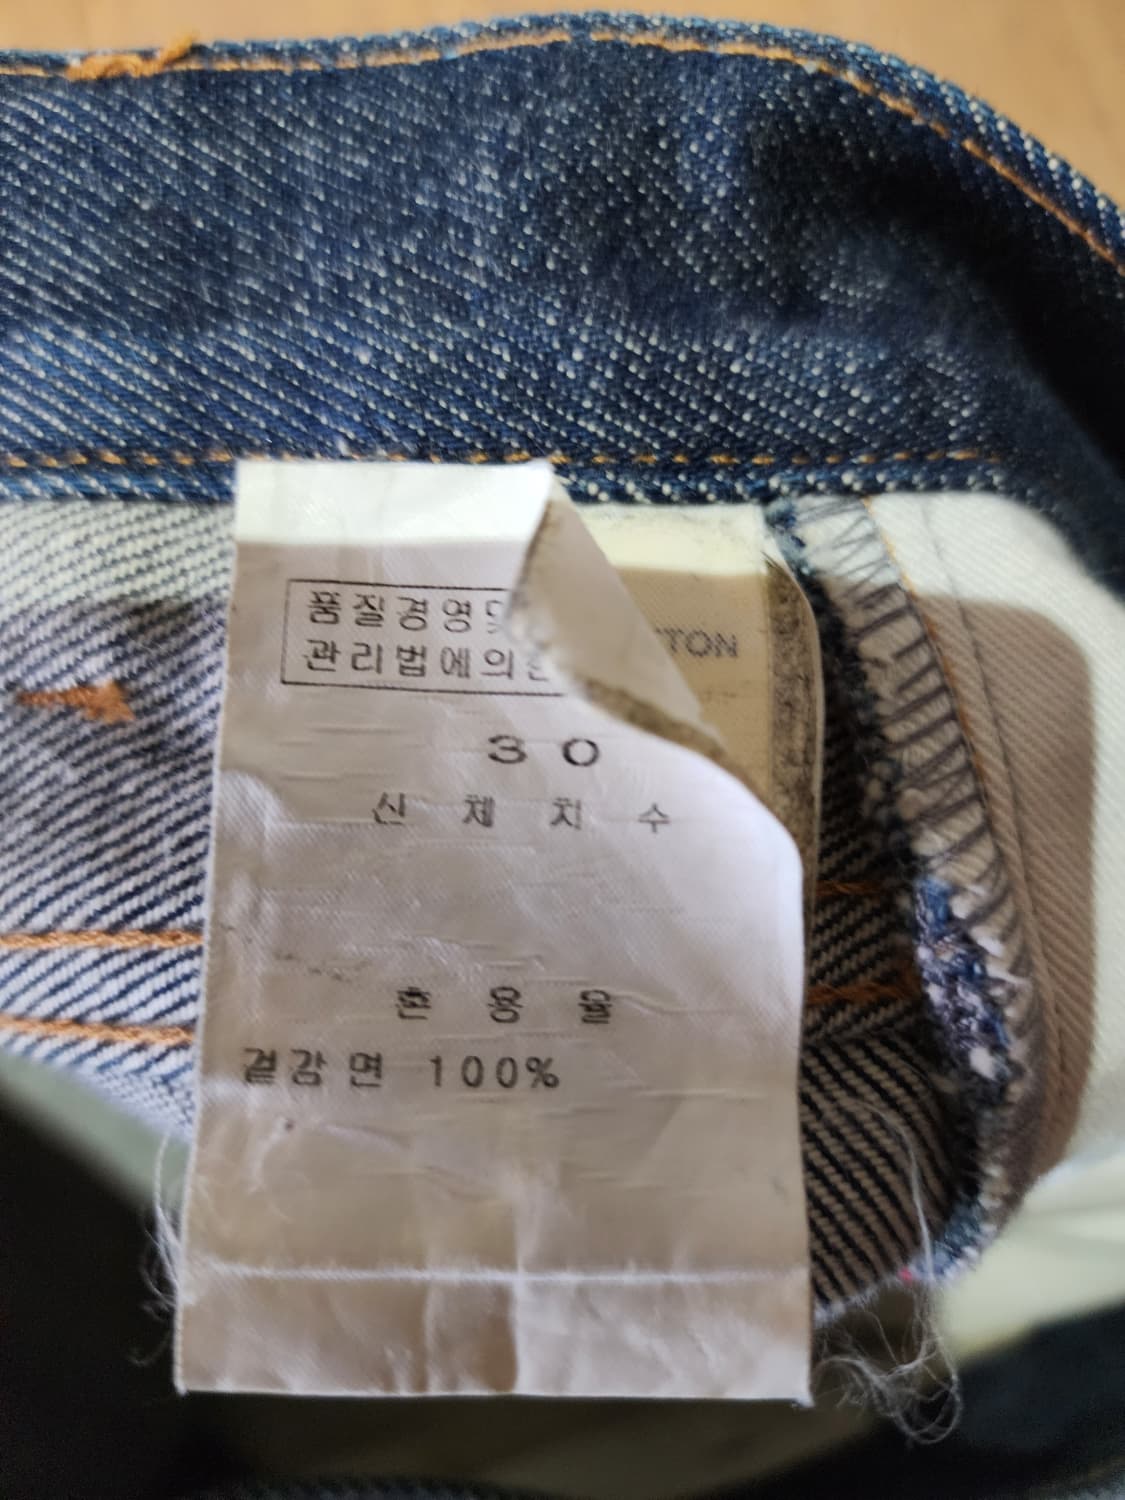 품질경영
관리법에의한
TON
30
신 체 치 수
혼 용 율
겉감 면 100%